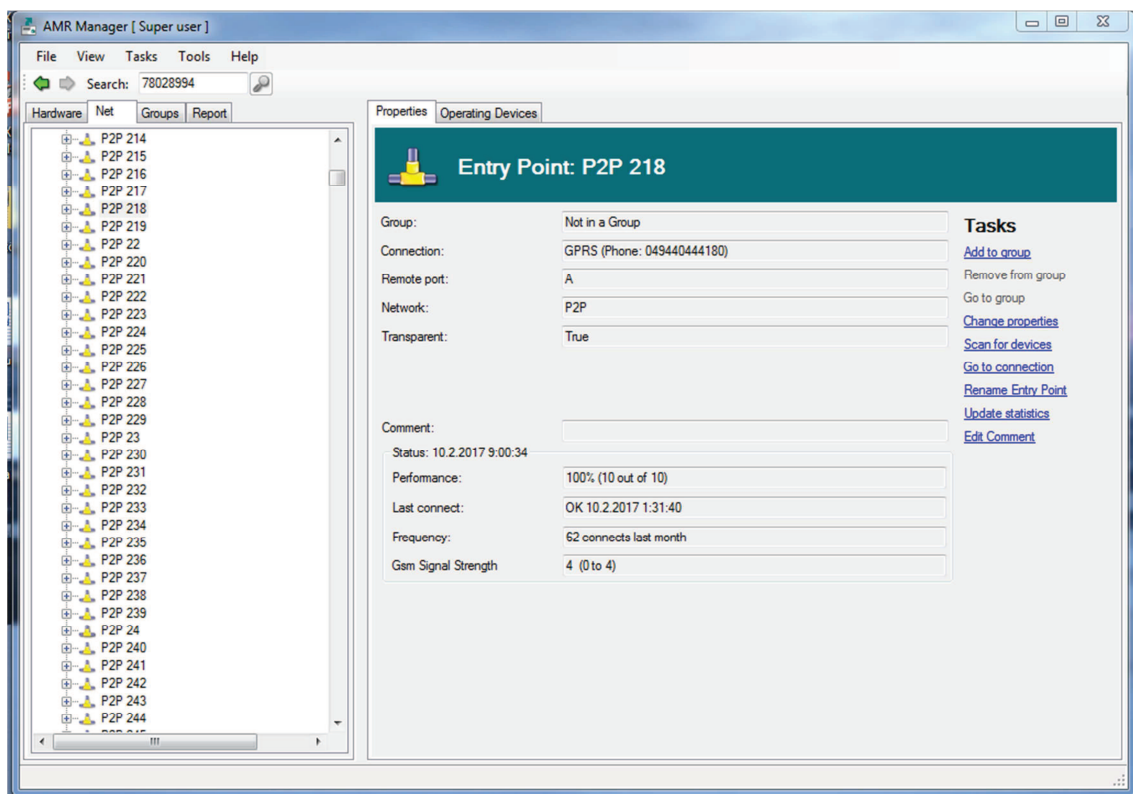 AMR Manager [ Super user ]
File View Tasks Tools Help
Search: 78028994
Hardware Net Groups Report
P2P 214
P2P 215
P2P 216
P2P 217
P2P 218
P2P 219
P2P 22
P2P 220
P2P 221
P2P 222
P2P 223
P2P 224
P2P 225
P2P 226
P2P 227
P2P 228
P2P 229
P2P 23
P2P 230
P2P 231
P2P 232
P2P 233
P2P 234
P2P 235
P2P 236
P2P 237
P2P 238
P2P 239
P2P 24
P2P 240
P2P 241
P2P 242
P2P 243
P2P 244
Properties Operating Devices
Entry Point: P2P 218
Group: Not in a Group
Connection: GPRS (Phone: 049440444180)
Remote port: A
Network: P2P
Transparent: True
Comment:
Status: 10.2.2017 9:00:34
Performance: 100% (10 out of 10)
Last connect: OK 10.2.2017 1:31:40
Frequency: 62 connects last month
Gsm Signal Strength 4 (0 to 4)
Tasks
Add to group
Remove from group
Go to group
Change properties
Scan for devices
Go to connection
Rename Entry Point
Update statistics
Edit Comment